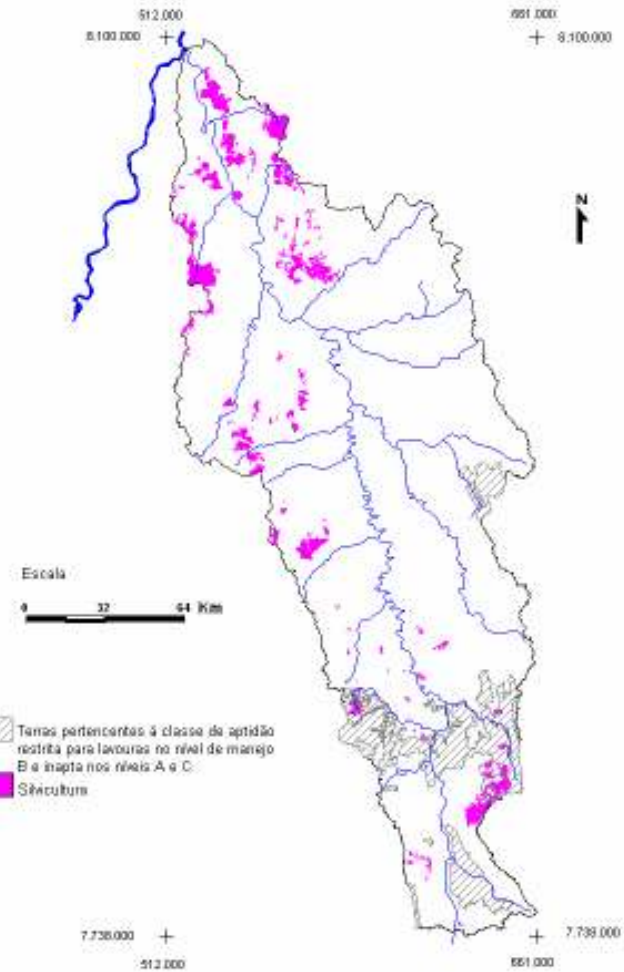 512.000 661.000
8.100.000 8.100.000
N
Escala
0 32 64 Km
Terras pertencentes à classe de aptidão
restrita para lavouras no nível de manejo
B e inapta nos níveis A e C.
Silvicultura
7.738.000 7.738.000
512.000 661.000